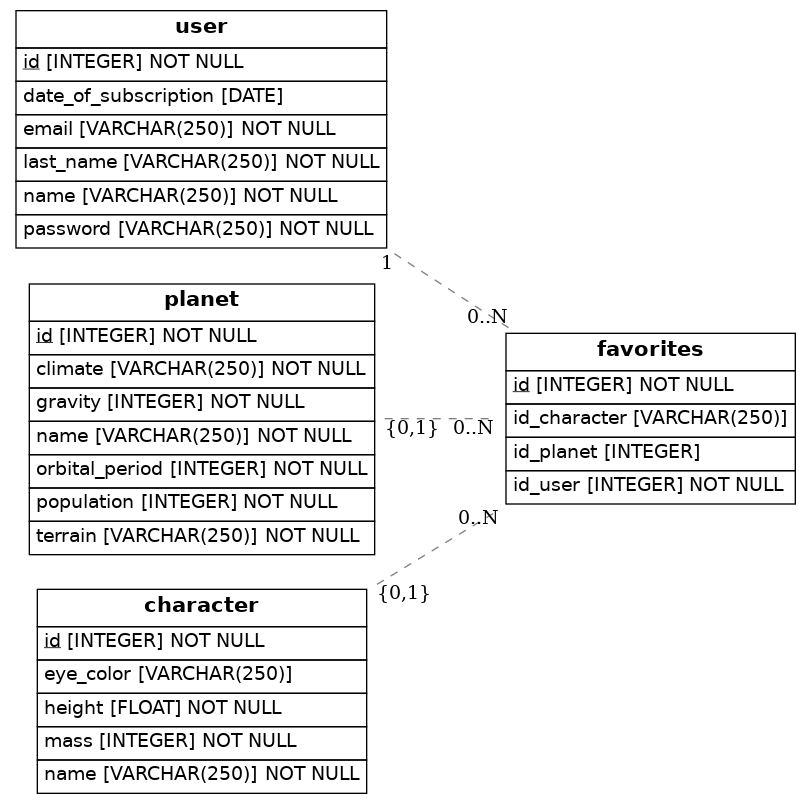 user
id [INTEGER] NOT NULL
date_of_subscription [DATE]
email [VARCHAR(250)] NOT NULL
last_name [VARCHAR(250)] NOT NULL
name [VARCHAR(250)] NOT NULL
password [VARCHAR(250)] NOT NULL
1
0..N
planet
id [INTEGER] NOT NULL
climate [VARCHAR(250)] NOT NULL
gravity [INTEGER] NOT NULL
name [VARCHAR(250)] NOT NULL
orbital_period [INTEGER] NOT NULL
population [INTEGER] NOT NULL
terrain [VARCHAR(250)] NOT NULL
{0,1} 0..N
favorites
id [INTEGER] NOT NULL
id_character [VARCHAR(250)]
id_planet [INTEGER]
id_user [INTEGER] NOT NULL
0..N
{0,1}
character
id [INTEGER] NOT NULL
eye_color [VARCHAR(250)]
height [FLOAT] NOT NULL
mass [INTEGER] NOT NULL
name [VARCHAR(250)] NOT NULL